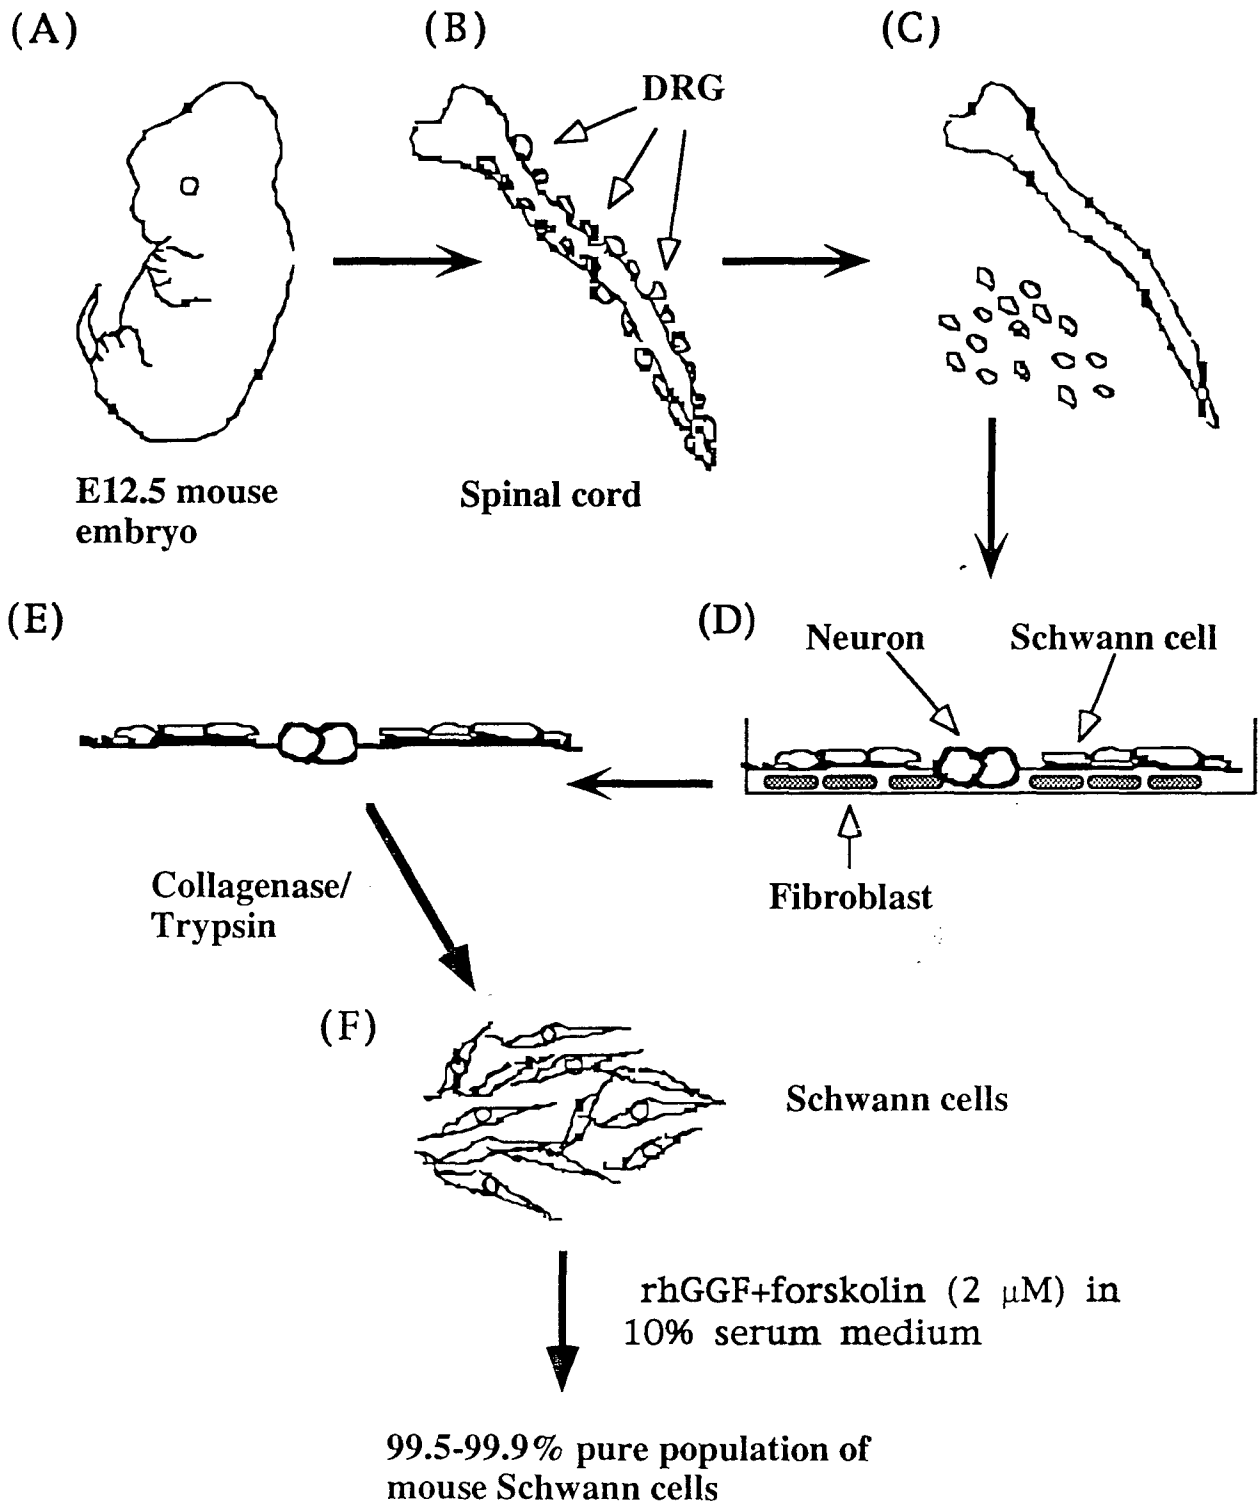 (A)
(B)
(C)
DRG
E12.5 mouse
embryo
Spinal cord
(E)
(D)
Neuron
Schwann cell
Collagenase/
Trypsin
Fibroblast
(F)
Schwann cells
rhGGF+forskolin (2 μM) in
10% serum medium
99.5-99.9% pure population of
mouse Schwann cells